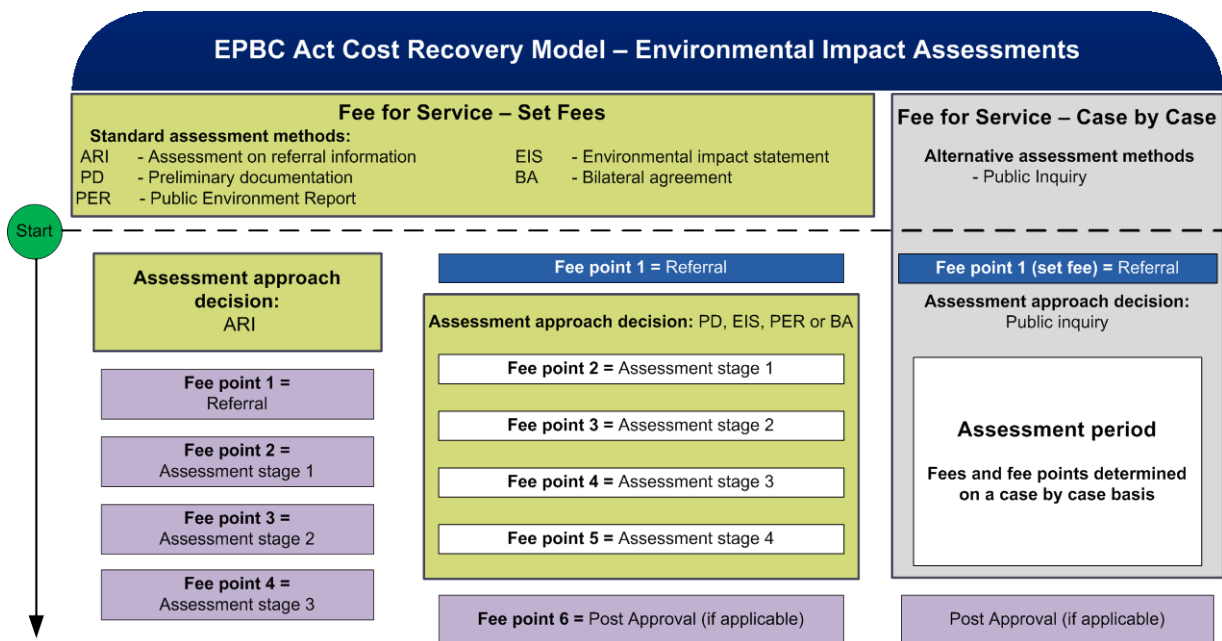 EPBC Act Cost Recovery Model – Environmental Impact Assessments
Fee for Service – Set Fees
Standard assessment methods:
ARI - Assessment on referral information
PD - Preliminary documentation
PER - Public Environment Report
EIS - Environmental impact statement
BA - Bilateral agreement
Fee for Service – Case by Case
Alternative assessment methods
- Public Inquiry
Start
Assessment approach
decision:
ARI
Fee point 1 =
Referral
Fee point 2 =
Assessment stage 1
Fee point 3 =
Assessment stage 2
Fee point 4 =
Assessment stage 3
Fee point 1 = Referral
Assessment approach decision: PD, EIS, PER or BA
Fee point 2 = Assessment stage 1
Fee point 3 = Assessment stage 2
Fee point 4 = Assessment stage 3
Fee point 5 = Assessment stage 4
Fee point 6 = Post Approval (if applicable)
Fee point 1 (set fee) = Referral
Assessment approach decision:
Public inquiry
Assessment period
Fees and fee points determined
on a case by case basis
Post Approval (if applicable)